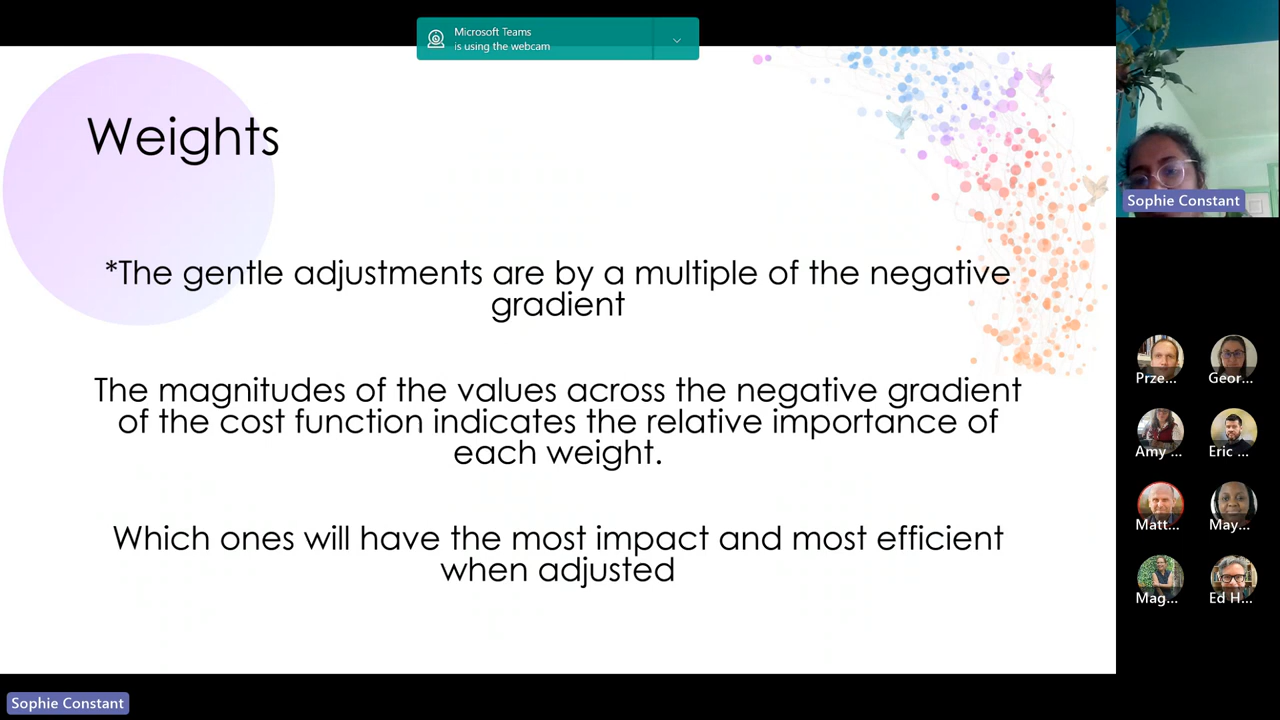 Microsoft Teams
is using the webcam
Weights
*The gentle adjustments are by a multiple of the negative
gradient
The magnitudes of the values across the negative gradient
of the cost function indicates the relative importance of
each weight.
Which ones will have the most impact and most efficient
when adjusted
Sophie Constant
Prze...
Geor...
Amy ...
Eric ...
Matt...
May...
Mag...
Ed H...
Sophie Constant